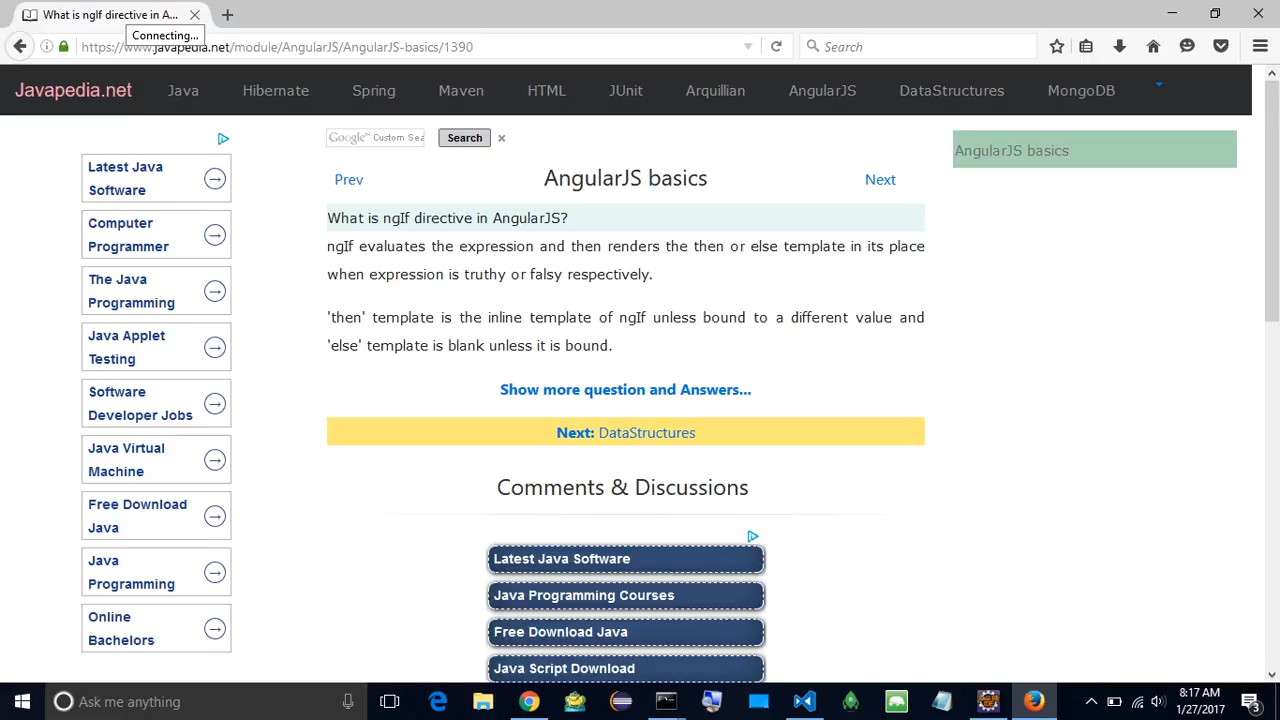 What is ngIf directive in A...
Connecting...
https://www.javapedia.net/module/AngularJS/AngularJS-basics/1390
Search
Javapedia.net Java Hibernate Spring Maven HTML JUnit Arquillian AngularJS DataStructures MongoDB
Google™ Custom Sea
Search ×
AngularJS basics
Prev
AngularJS basics
Next
What is ngIf directive in AngularJS?
ngIf evaluates the expression and then renders the then or else template in its place
when expression is truthy or falsy respectively.
'then' template is the inline template of ngIf unless bound to a different value and
'else' template is blank unless it is bound.
Show more question and Answers...
Next: DataStructures
Comments & Discussions
Latest Java Software
Java Programming Courses
Free Download Java
Java Script Download
Latest Java
Software
Computer
Programmer
The Java
Programming
Java Applet
Testing
Software
Developer Jobs
Java Virtual
Machine
Free Download
Java
Java
Programming
Online
Bachelors
Ask me anything
8:17 AM
1/27/2017
3